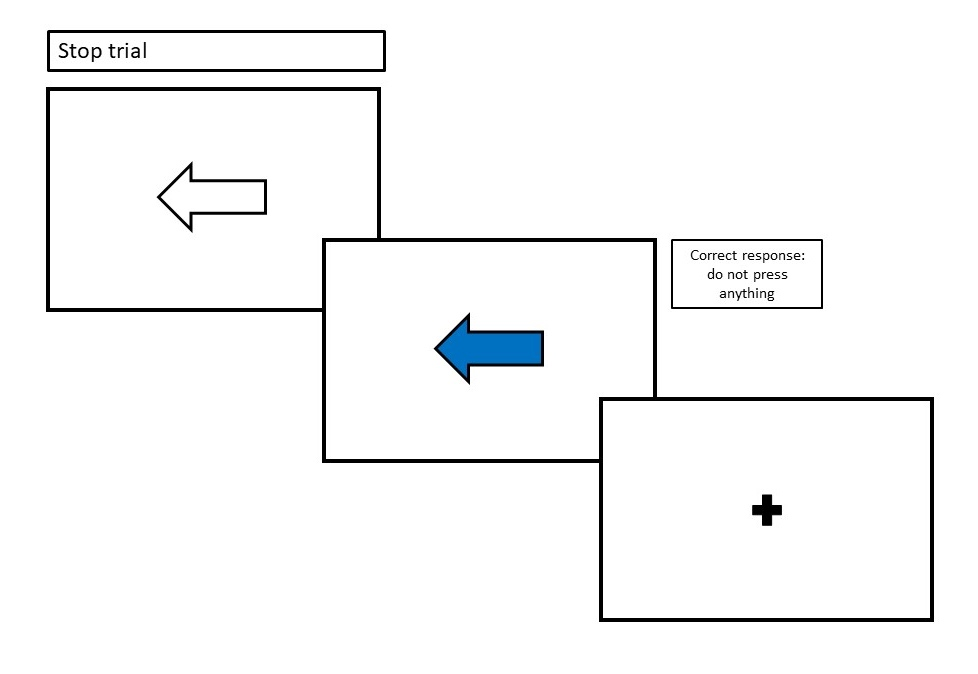 Stop trial
Correct response:
do not press
anything